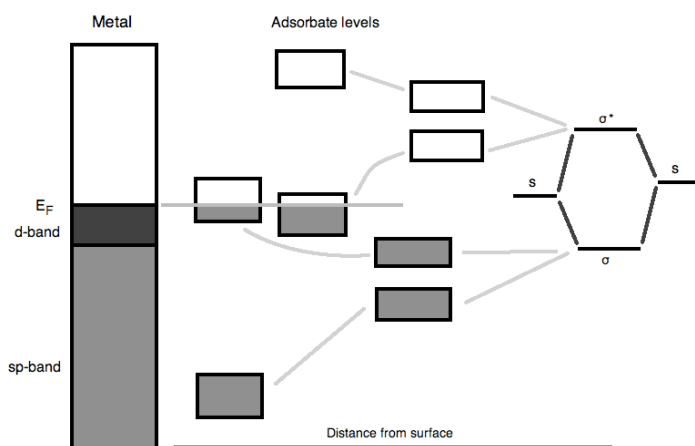 Metal
Adsorbate levels
σ*
S
S
E_F
d-band
σ
sp-band
Distance from surface